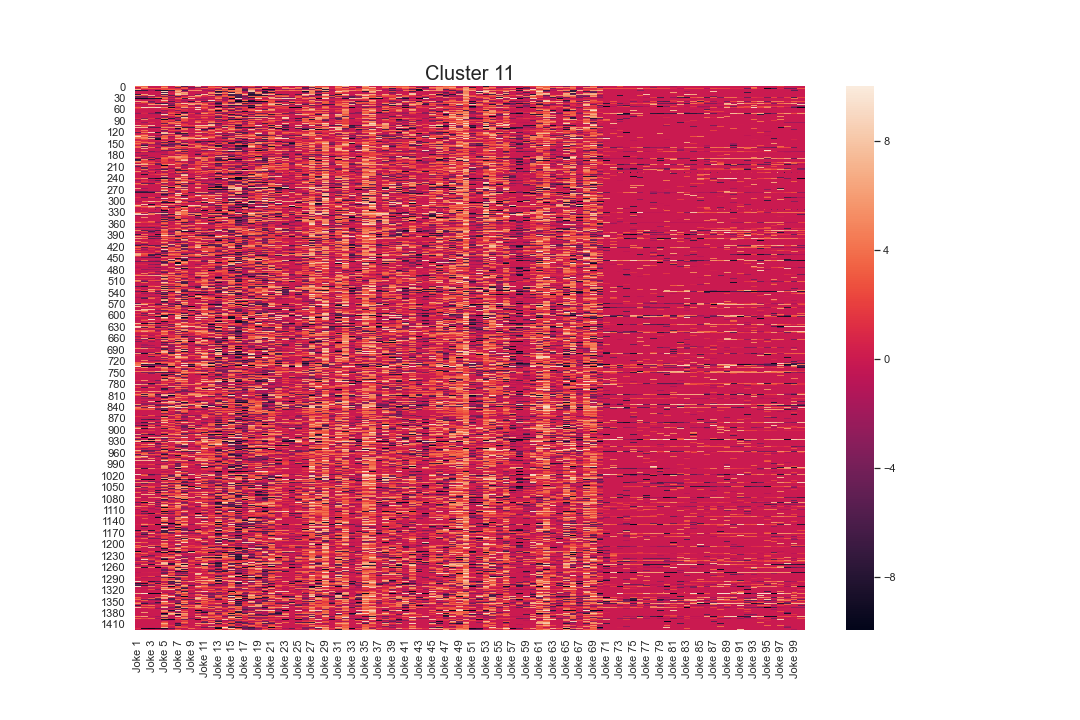 Cluster 11
0
30
60
90
120
150
180
210
240
270
300
330
360
390
420
450
480
510
540
570
600
630
660
690
720
750
780
810
840
870
900
930
960
990
1020
1050
1080
1110
1140
1170
1200
1230
1260
1290
1320
1350
1380
1410
Joke 1
Joke 3
Joke 5
Joke 7
Joke 9
Joke 11
Joke 13
Joke 15
Joke 17
Joke 19
Joke 21
Joke 23
Joke 25
Joke 27
Joke 29
Joke 31
Joke 33
Joke 35
Joke 37
Joke 39
Joke 41
Joke 43
Joke 45
Joke 47
Joke 49
Joke 51
Joke 53
Joke 55
Joke 57
Joke 59
Joke 61
Joke 63
Joke 65
Joke 67
Joke 69
Joke 71
Joke 73
Joke 75
Joke 77
Joke 79
Joke 81
Joke 83
Joke 85
Joke 87
Joke 89
Joke 91
Joke 93
Joke 95
Joke 97
Joke 99
8
4
0
−4
−8